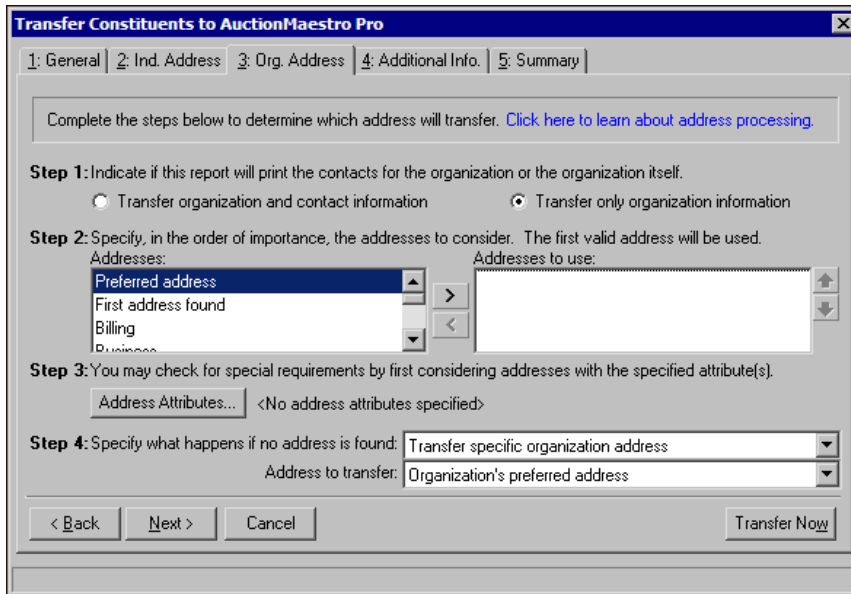 Transfer Constituents to AuctionMaestro Pro
1: General 2: Ind. Address 3: Org. Address 4: Additional Info. 5: Summary
Complete the steps below to determine which address will transfer. Click here to learn about address processing.
Step 1: Indicate if this report will print the contacts for the organization or the organization itself.
Transfer organization and contact information Transfer only organization information
Step 2: Specify, in the order of importance, the addresses to consider. The first valid address will be used.
Addresses: Addresses to use:
Preferred address
First address found
Billing
Business
Step 3: You may check for special requirements by first considering addresses with the specified attribute(s).
Address Attributes... <No address attributes specified>
Step 4: Specify what happens if no address is found: Transfer specific organization address
Address to transfer: Organization's preferred address
< Back Next > Cancel Transfer Now